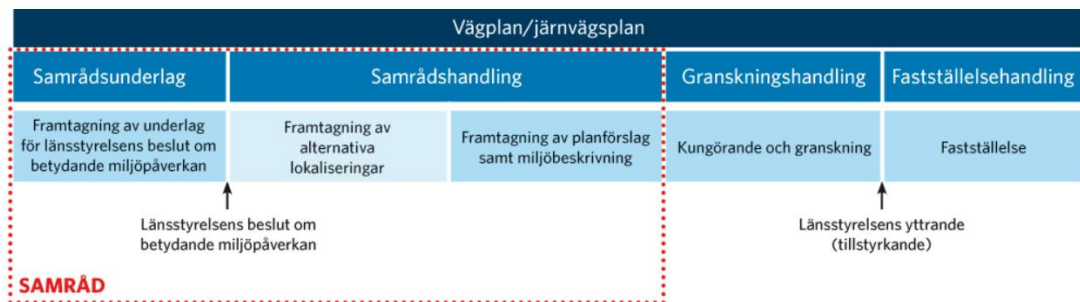 Vägplan/järnvägsplan
Samrådsunderlag
Samrådshandling
Granskningshandling
Fastställelsehandling
Framtagning av underlag
för länsstyrelsens beslut om
betydande miljöpåverkan
Framtagning av
alternativa
lokaliseringar
Framtagning av planförslag
samt miljöbeskrivning
Kungörande och granskning
Fastställelse
Länsstyrelsens beslut om
betydande miljöpåverkan
Länsstyrelsens yttrande
(tillstyrkande)
SAMRÅD